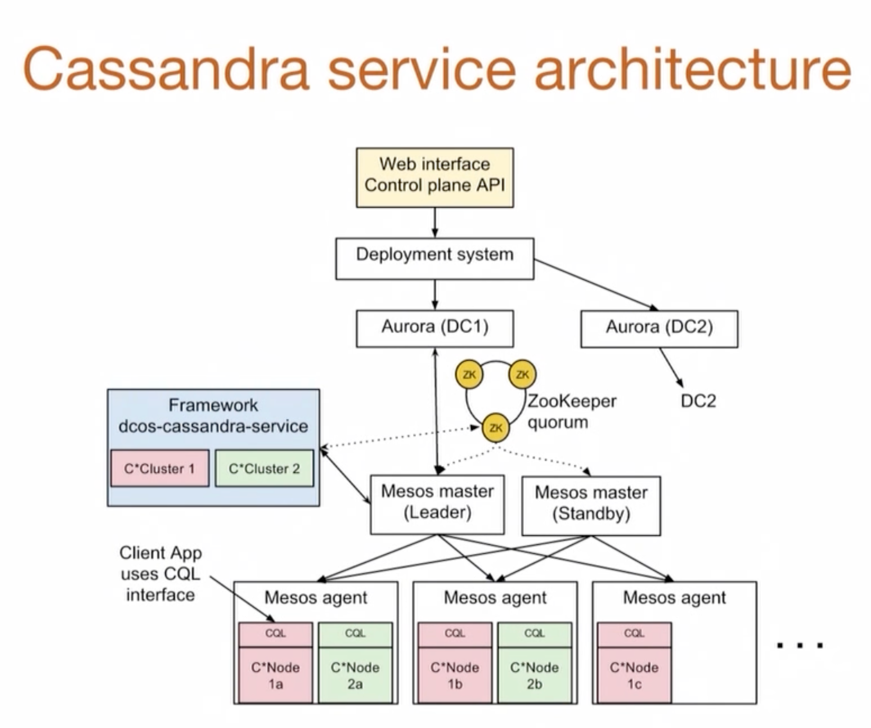 Cassandra service architecture
Web interface
Control plane API
Deployment system
Aurora (DC1)
Aurora (DC2)
ZK
ZK
ZK
ZooKeeper
quorum
DC2
Framework
dcos-cassandra-service
C*Cluster 1
C*Cluster 2
Mesos master
(Leader)
Mesos master
(Standby)
Client App
uses CQL
interface
Mesos agent
CQL
C*Node
1a
CQL
C*Node
2a
Mesos agent
CQL
C*Node
1b
CQL
C*Node
2b
Mesos agent
CQL
C*Node
1c
...